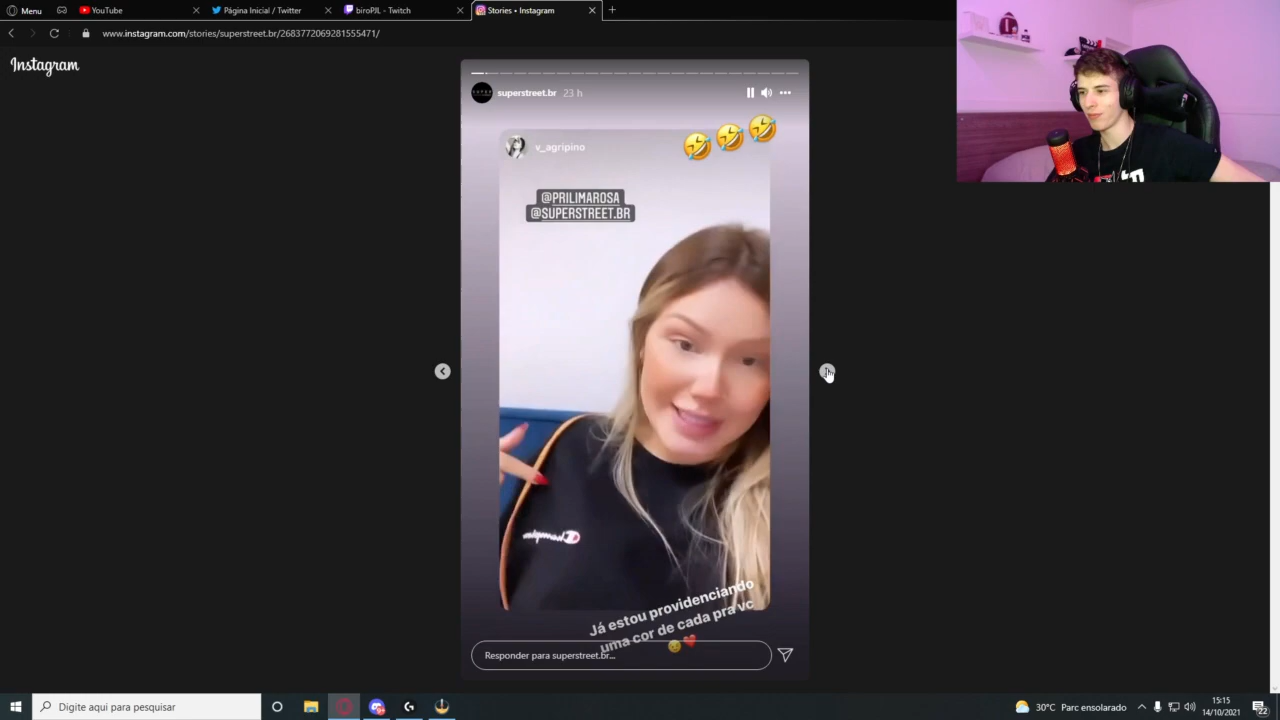 Menu
YouTube
Página Inicial / Twitter
biroPJL - Twitch
Stories • Instagram
www.instagram.com/stories/superstreet.br/2683772069281555471/
Instagram
superstreet.br 23 h
v_agripino
@PRILIMAROSA
@SUPERSTREET.BR
Champion
Já estou providenciando
uma cor de cada pra vc
Responder para superstreet.br...
Digite aqui para pesquisar
30°C Parc ensolarado
15:15
14/10/2021
22